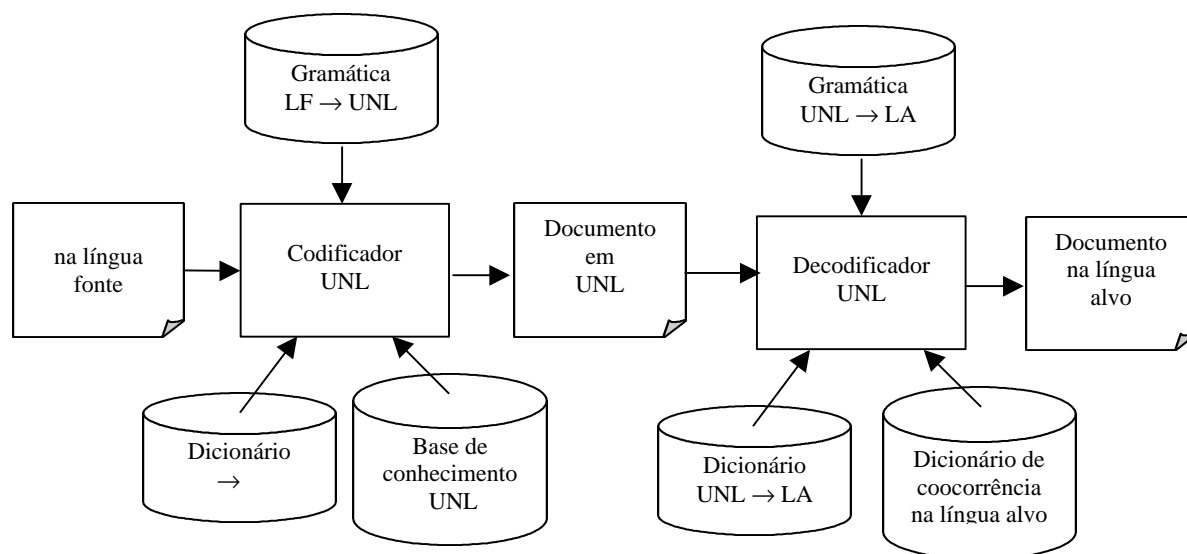 Gramática
LF → UNL
Gramática
UNL → LA
na língua
fonte
Codificador
UNL
Documento
em
UNL
Decodificador
UNL
Documento
na língua
alvo
Dicionário
→
Base de
conhecimento
UNL
Dicionário
UNL → LA
Dicionário de
coocorrência
na língua alvo